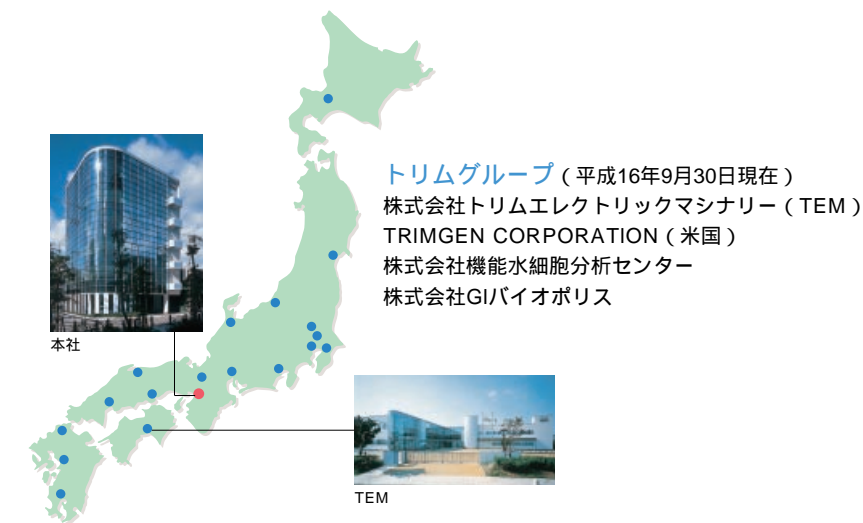 トリムグループ（平成16年9月30日現在）
株式会社トリムエレクトリックマシナリー（TEM）
TRIMGEN CORPORATION（米国）
株式会社機能水細胞分析センター
株式会社GIバイオポリス
本社
TEM